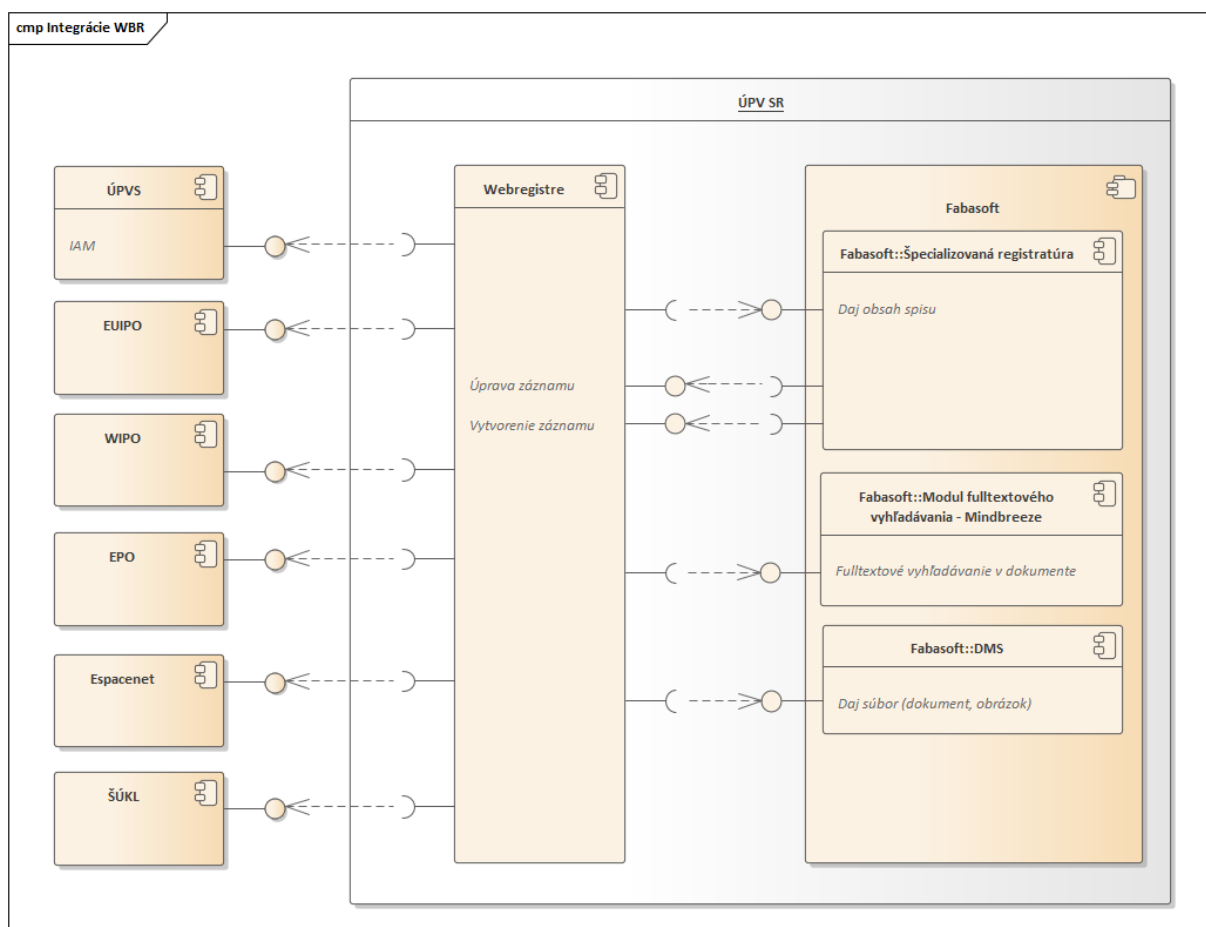 cmp Integrácie WBR
ÚPV SR
ÚPVS
IAM
EUIPO
WIPO
EPO
Espacenet
ŠÚKL
Webregistre
Úprava záznamu
Vytvorenie záznamu
Fabasoft
Fabasoft::Špecializovaná registratúra
Daj obsah spisu
Fabasoft::Modul fulltextového
vyhľadávania - Mindbreeze
Fulltextové vyhľadávanie v dokumente
Fabasoft::DMS
Daj súbor (dokument, obrázok)